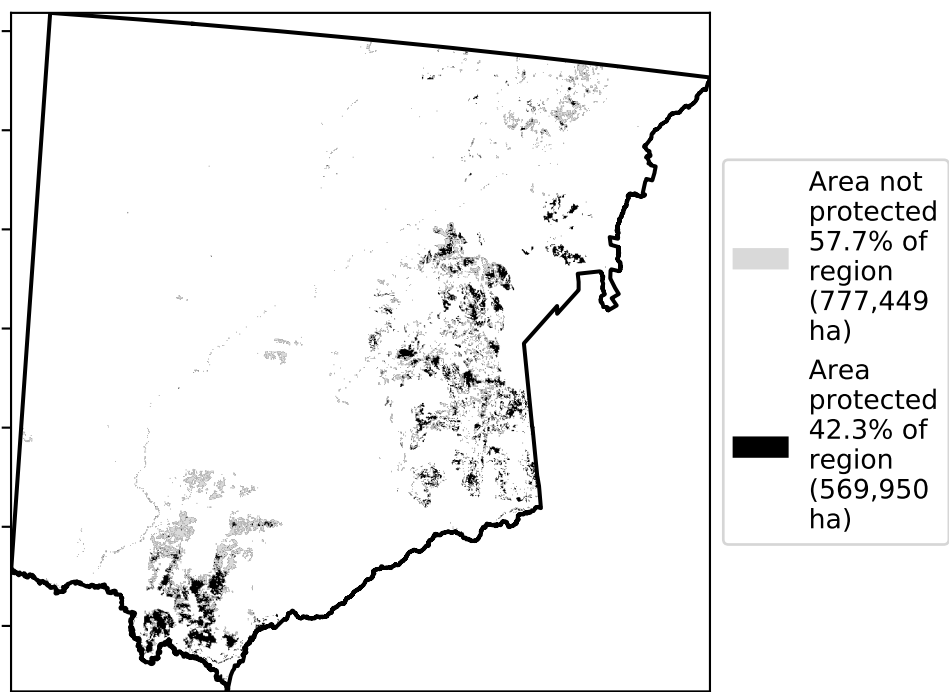 Area not
protected
57.7% of
region
(777,449
ha)
Area
protected
42.3% of
region
(569,950
ha)